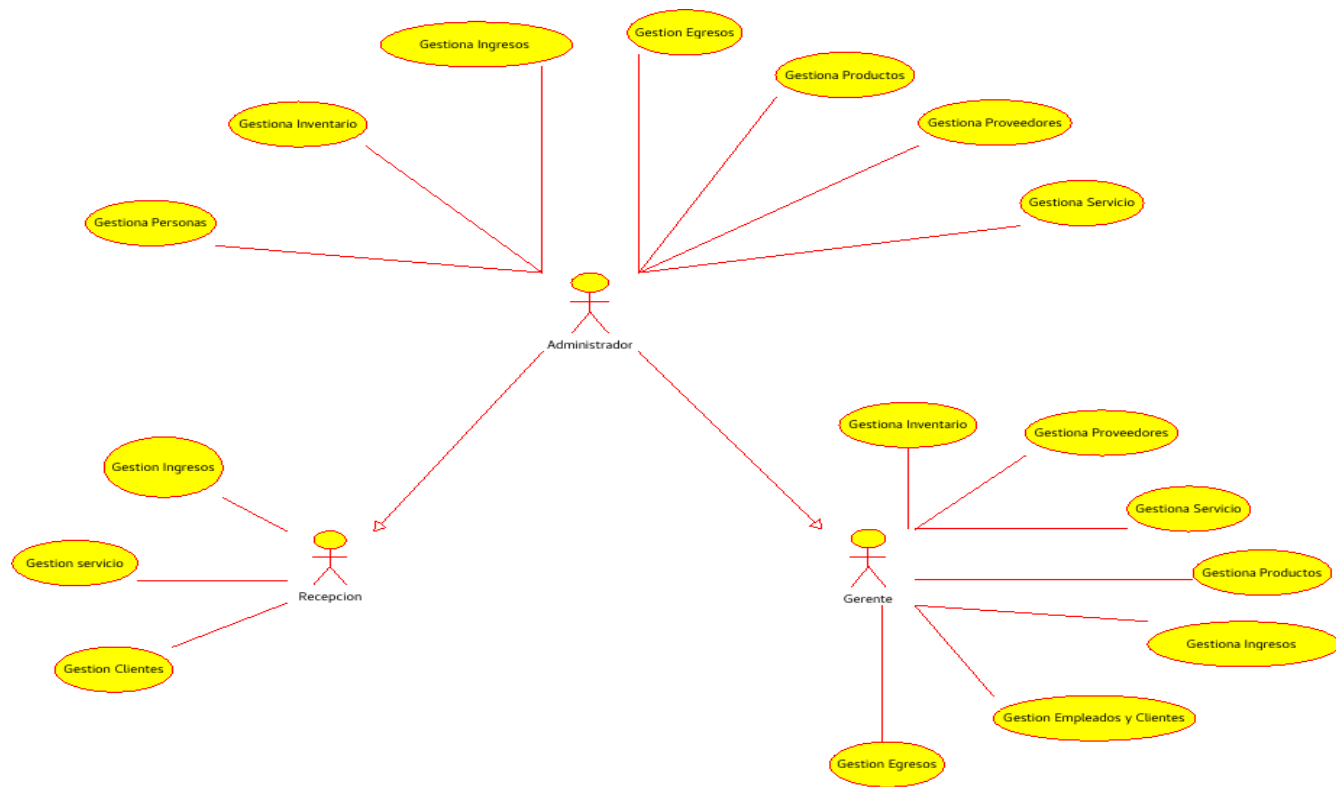 Gestion Egresos
Gestiona Ingresos
Gestiona Productos
Gestiona Inventario
Gestiona Proveedores
Gestiona Personas
Gestiona Servicio
Administrador
Gestiona Inventario
Gestiona Proveedores
Gestion Ingresos
Gestiona Servicio
Gestion servicio
Gestiona Productos
Recepcion
Gerente
Gestiona Ingresos
Gestion Clientes
Gestion Empleados y Clientes
Gestion Egresos